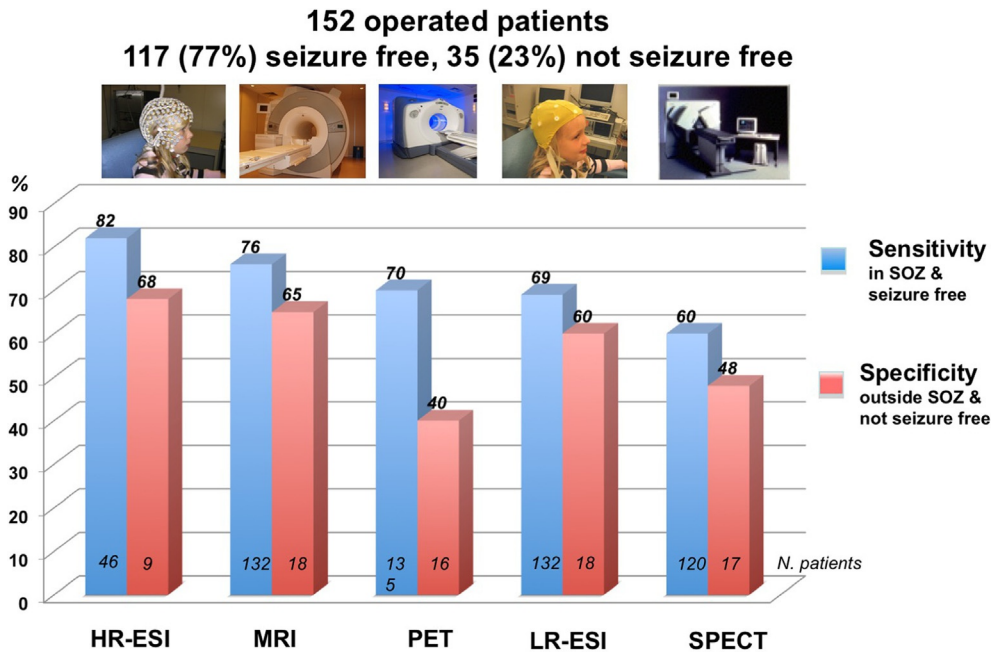 152 operated patients
117 (77%) seizure free, 35 (23%) not seizure free
%
90
80
70
60
50
40
30
20
10
0
82
68
76
65
70
40
69
60
60
48
46
9
132
18
13
5
16
132
18
120
17
N. patients
HR-ESI
MRI
PET
LR-ESI
SPECT
Sensitivity
in SOZ &
seizure free
Specificity
outside SOZ &
not seizure free